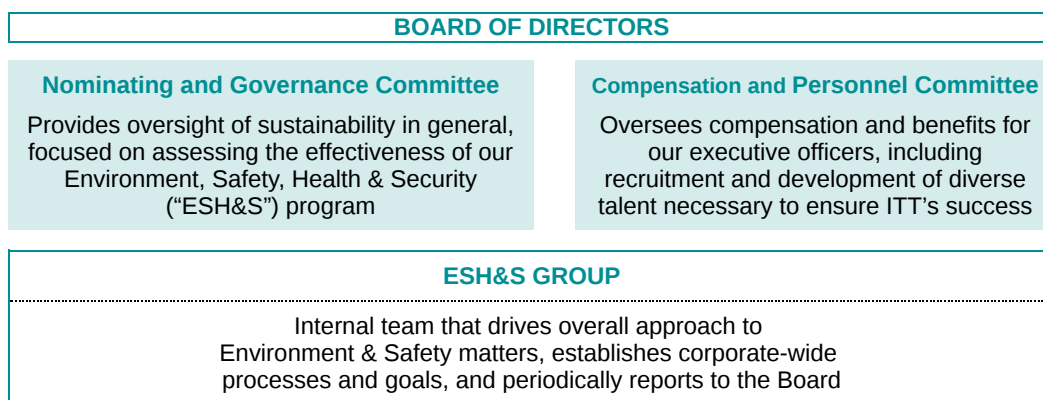 BOARD OF DIRECTORS
Nominating and Governance Committee
Provides oversight of sustainability in general,
focused on assessing the effectiveness of our
Environment, Safety, Health & Security
(“ESH&S”) program
Compensation and Personnel Committee
Oversees compensation and benefits for
our executive officers, including
recruitment and development of diverse
talent necessary to ensure ITT’s success
ESH&S GROUP
Internal team that drives overall approach to
Environment & Safety matters, establishes corporate-wide
processes and goals, and periodically reports to the Board